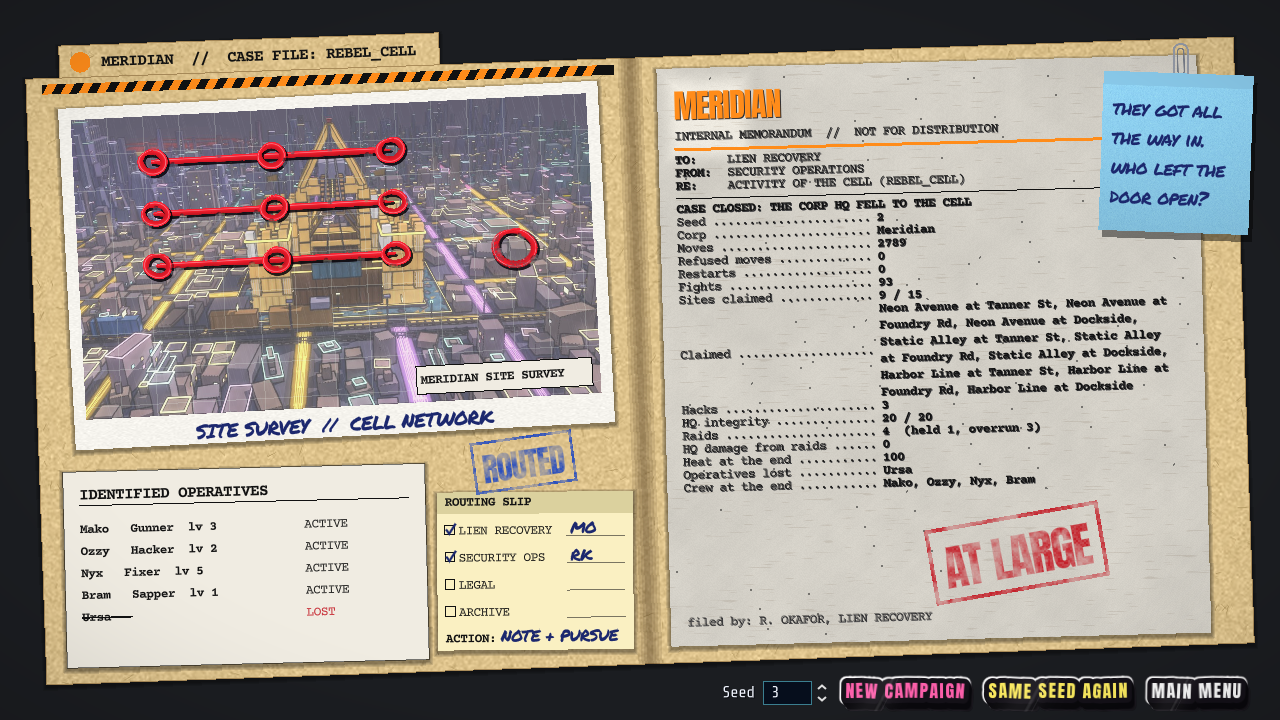 MERIDIAN // CASE FILE: REBEL_CELL
MERIDIAN SITE SURVEY
SITE SURVEY // CELL NETWORK
IDENTIFIED OPERATIVES
Mako Gunner lv 3 ACTIVE
Ozzy Hacker lv 2 ACTIVE
Nyx Fixer lv 5 ACTIVE
Bram Sapper lv 1 ACTIVE
Ursa LOST
ROUTED
ROUTING SLIP
LIEN RECOVERY MO
SECURITY OPS RK
LEGAL
ARCHIVE
ACTION: NOTE + PURSUE
MERIDIAN
INTERNAL MEMORANDUM // NOT FOR DISTRIBUTION
TO: LIEN RECOVERY
FROM: SECURITY OPERATIONS
RE: ACTIVITY OF THE CELL (REBEL_CELL)
CASE CLOSED: THE CORP HQ FELL TO THE CELL
Seed ..................... 2
Corp ..................... Meridian
Moves .................... 2789
Refused moves ............ 0
Restarts ................. 0
Fights ................... 93
Sites claimed ............ 9 / 15
Claimed .................. Neon Avenue at Tanner St, Neon Avenue at
Foundry Rd, Neon Avenue at Dockside,
Static Alley at Tanner St, Static Alley
at Foundry Rd, Static Alley at Dockside,
Harbor Line at Tanner St, Harbor Line at
Foundry Rd, Harbor Line at Dockside
Hacks .................... 3
HQ integrity ............. 20 / 20
Raids .................... 4 (held 1, overrun 3)
HQ damage from raids ..... 0
Heat at the end .......... 100
Operatives lost .......... Ursa
Crew at the end .......... Mako, Ozzy, Nyx, Bram
AT LARGE
filed by: R. OKAFOR, LIEN RECOVERY
THEY GOT ALL
THE WAY IN.
WHO LEFT THE
DOOR OPEN?
Seed 3 NEW CAMPAIGN SAME SEED AGAIN MAIN MENU